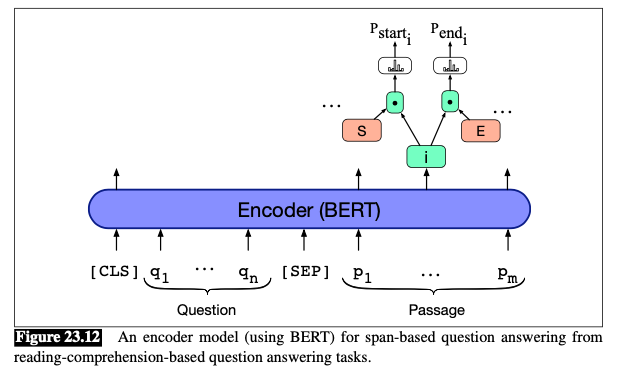 P_start_i P_end_i
... • • ...
S E
i
Encoder (BERT)
[CLS] q_1 ... q_n [SEP] p_1 ... p_m
Question Passage
Figure 23.12 An encoder model (using BERT) for span-based question answering from
reading-comprehension-based question answering tasks.